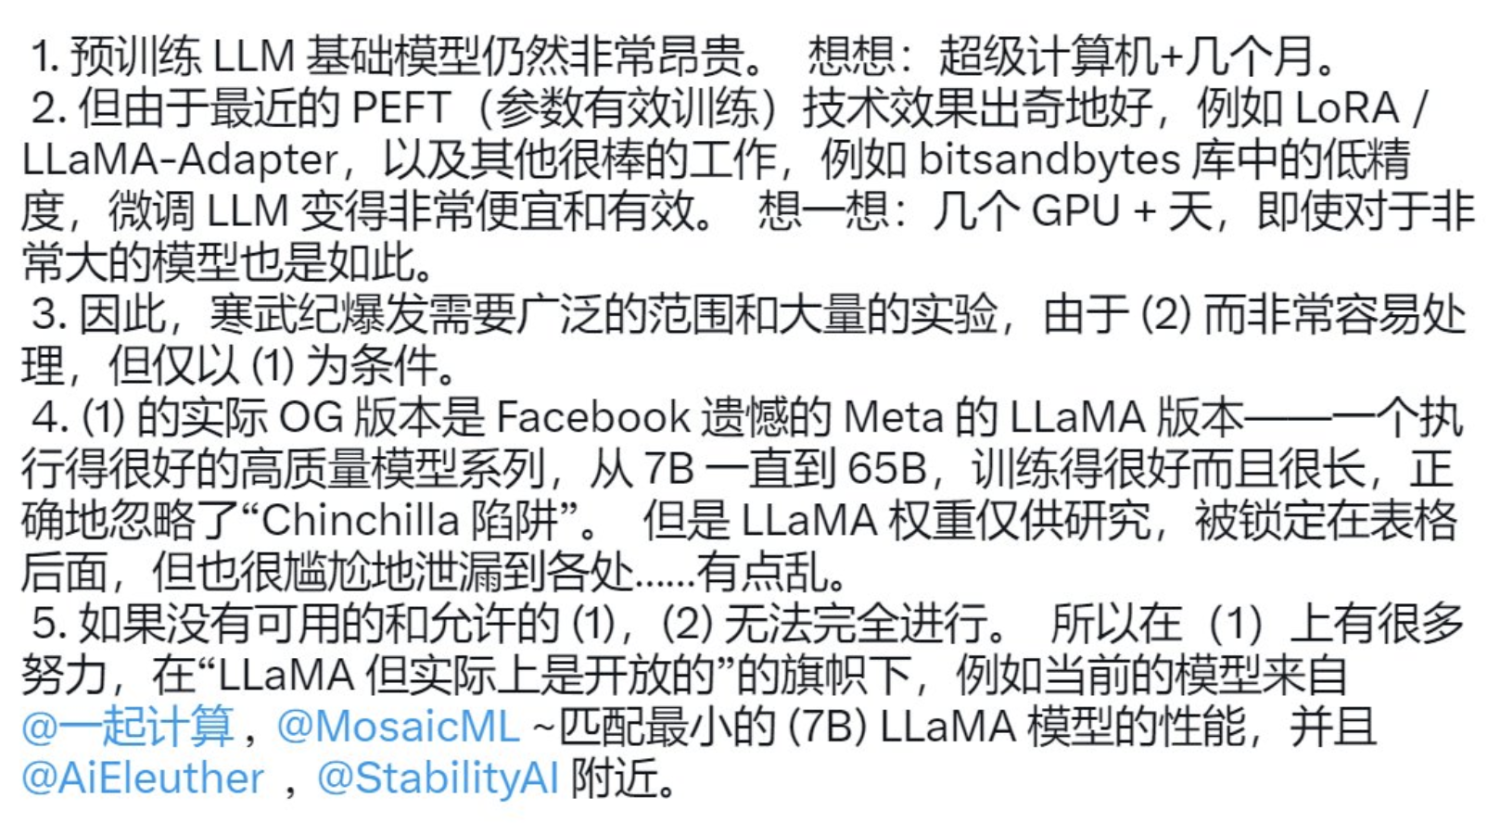 1. 预训练 LLM 基础模型仍然非常昂贵。 想想：超级计算机+几个月。
2. 但由于最近的 PEFT（参数有效训练）技术效果出奇地好，例如 LoRA /
LLaMA-Adapter，以及其他很棒的工作，例如 bitsandbytes 库中的低精
度，微调 LLM 变得非常便宜和有效。 想一想：几个 GPU + 天，即使对于非
常大的模型也是如此。
3. 因此，寒武纪爆发需要广泛的范围和大量的实验，由于 (2) 而非常容易处
理，但仅以 (1) 为条件。
4. (1) 的实际 OG 版本是 Facebook 遗憾的 Meta 的 LLaMA 版本——一个执
行得很好的高质量模型系列，从 7B 一直到 65B，训练得很好而且很长，正
确地忽略了“Chinchilla 陷阱”。 但是 LLaMA 权重仅供研究，被锁定在表格
后面，但也很尴尬地泄漏到各处……有点乱。
5. 如果没有可用的和允许的 (1)，(2) 无法完全进行。 所以在（1）上有很多
努力，在“LLaMA 但实际上是开放的”的旗帜下，例如当前的模型来自
@一起计算 ，@MosaicML ~匹配最小的 (7B) LLaMA 模型的性能，并且
@AiEleuther ，@StabilityAI 附近。